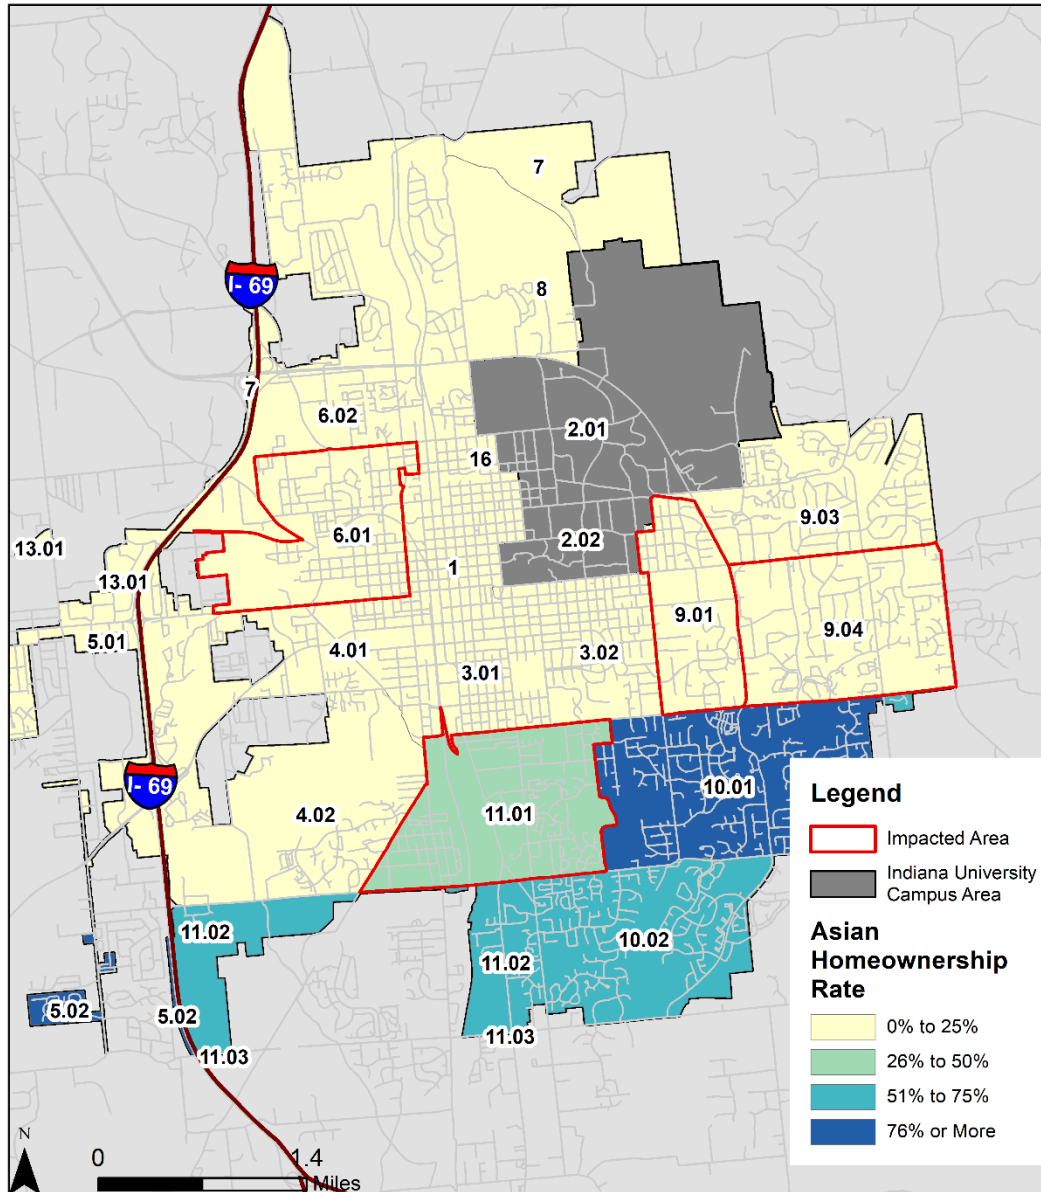 7
I- 69
8
7
6.02
2.01
16
9.03
13.01
6.01
2.02
13.01
1
9.01
9.04
5.01
4.01
3.02
3.01
I- 69
10.01
4.02
11.01
11.02
10.02
11.02
5.02
5.02
11.03
11.03
Legend
Impacted Area
Indiana University
Campus Area
Asian
Homeownership
Rate
0% to 25%
26% to 50%
51% to 75%
76% or More
N
0
1.4
Miles